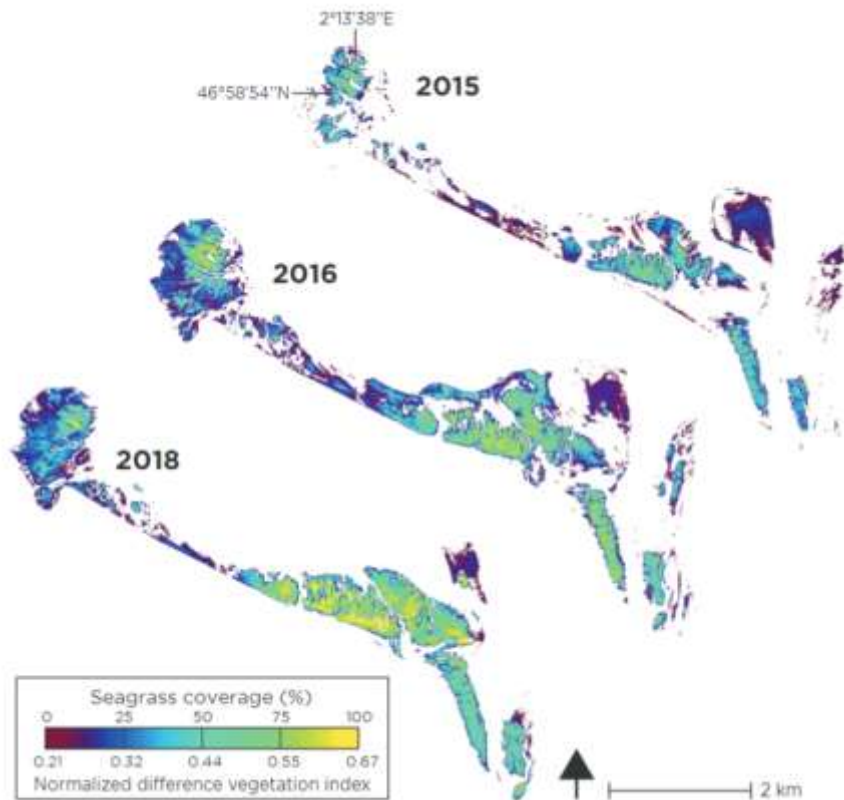 2°13'38"E
46°58'54"N
2015
2016
2018
Seagrass coverage (%)
0 25 50 75 100
0.21 0.32 0.44 0.55 0.67
Normalized difference vegetation index
2 km